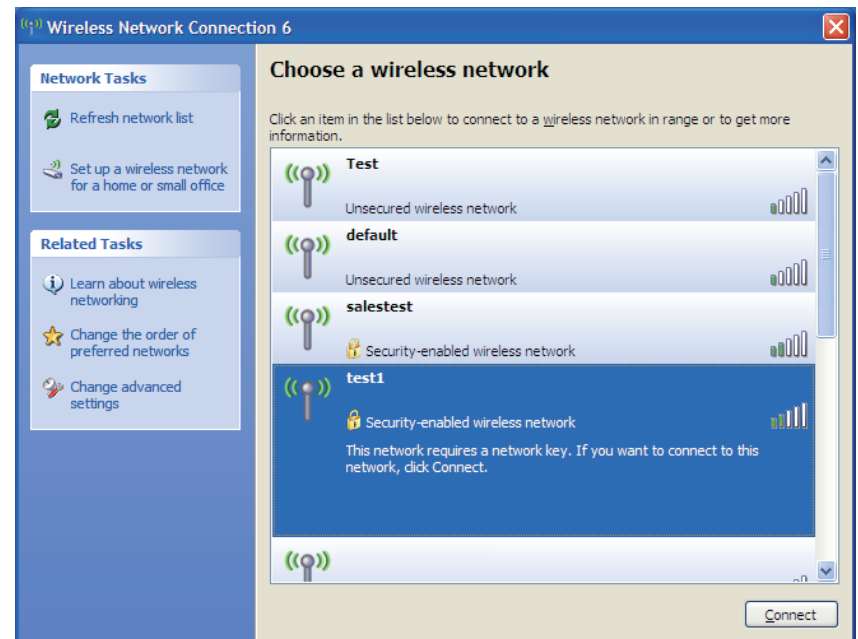 Wireless Network Connection 6
Network Tasks
Refresh network list
Set up a wireless network
for a home or small office
Related Tasks
Learn about wireless
networking
Change the order of
preferred networks
Change advanced
settings
Choose a wireless network
Click an item in the list below to connect to a wireless network in range or to get more
information.
Test
Unsecured wireless network
default
Unsecured wireless network
salestest
Security-enabled wireless network
test1
Security-enabled wireless network
This network requires a network key. If you want to connect to this
network, click Connect.
Connect